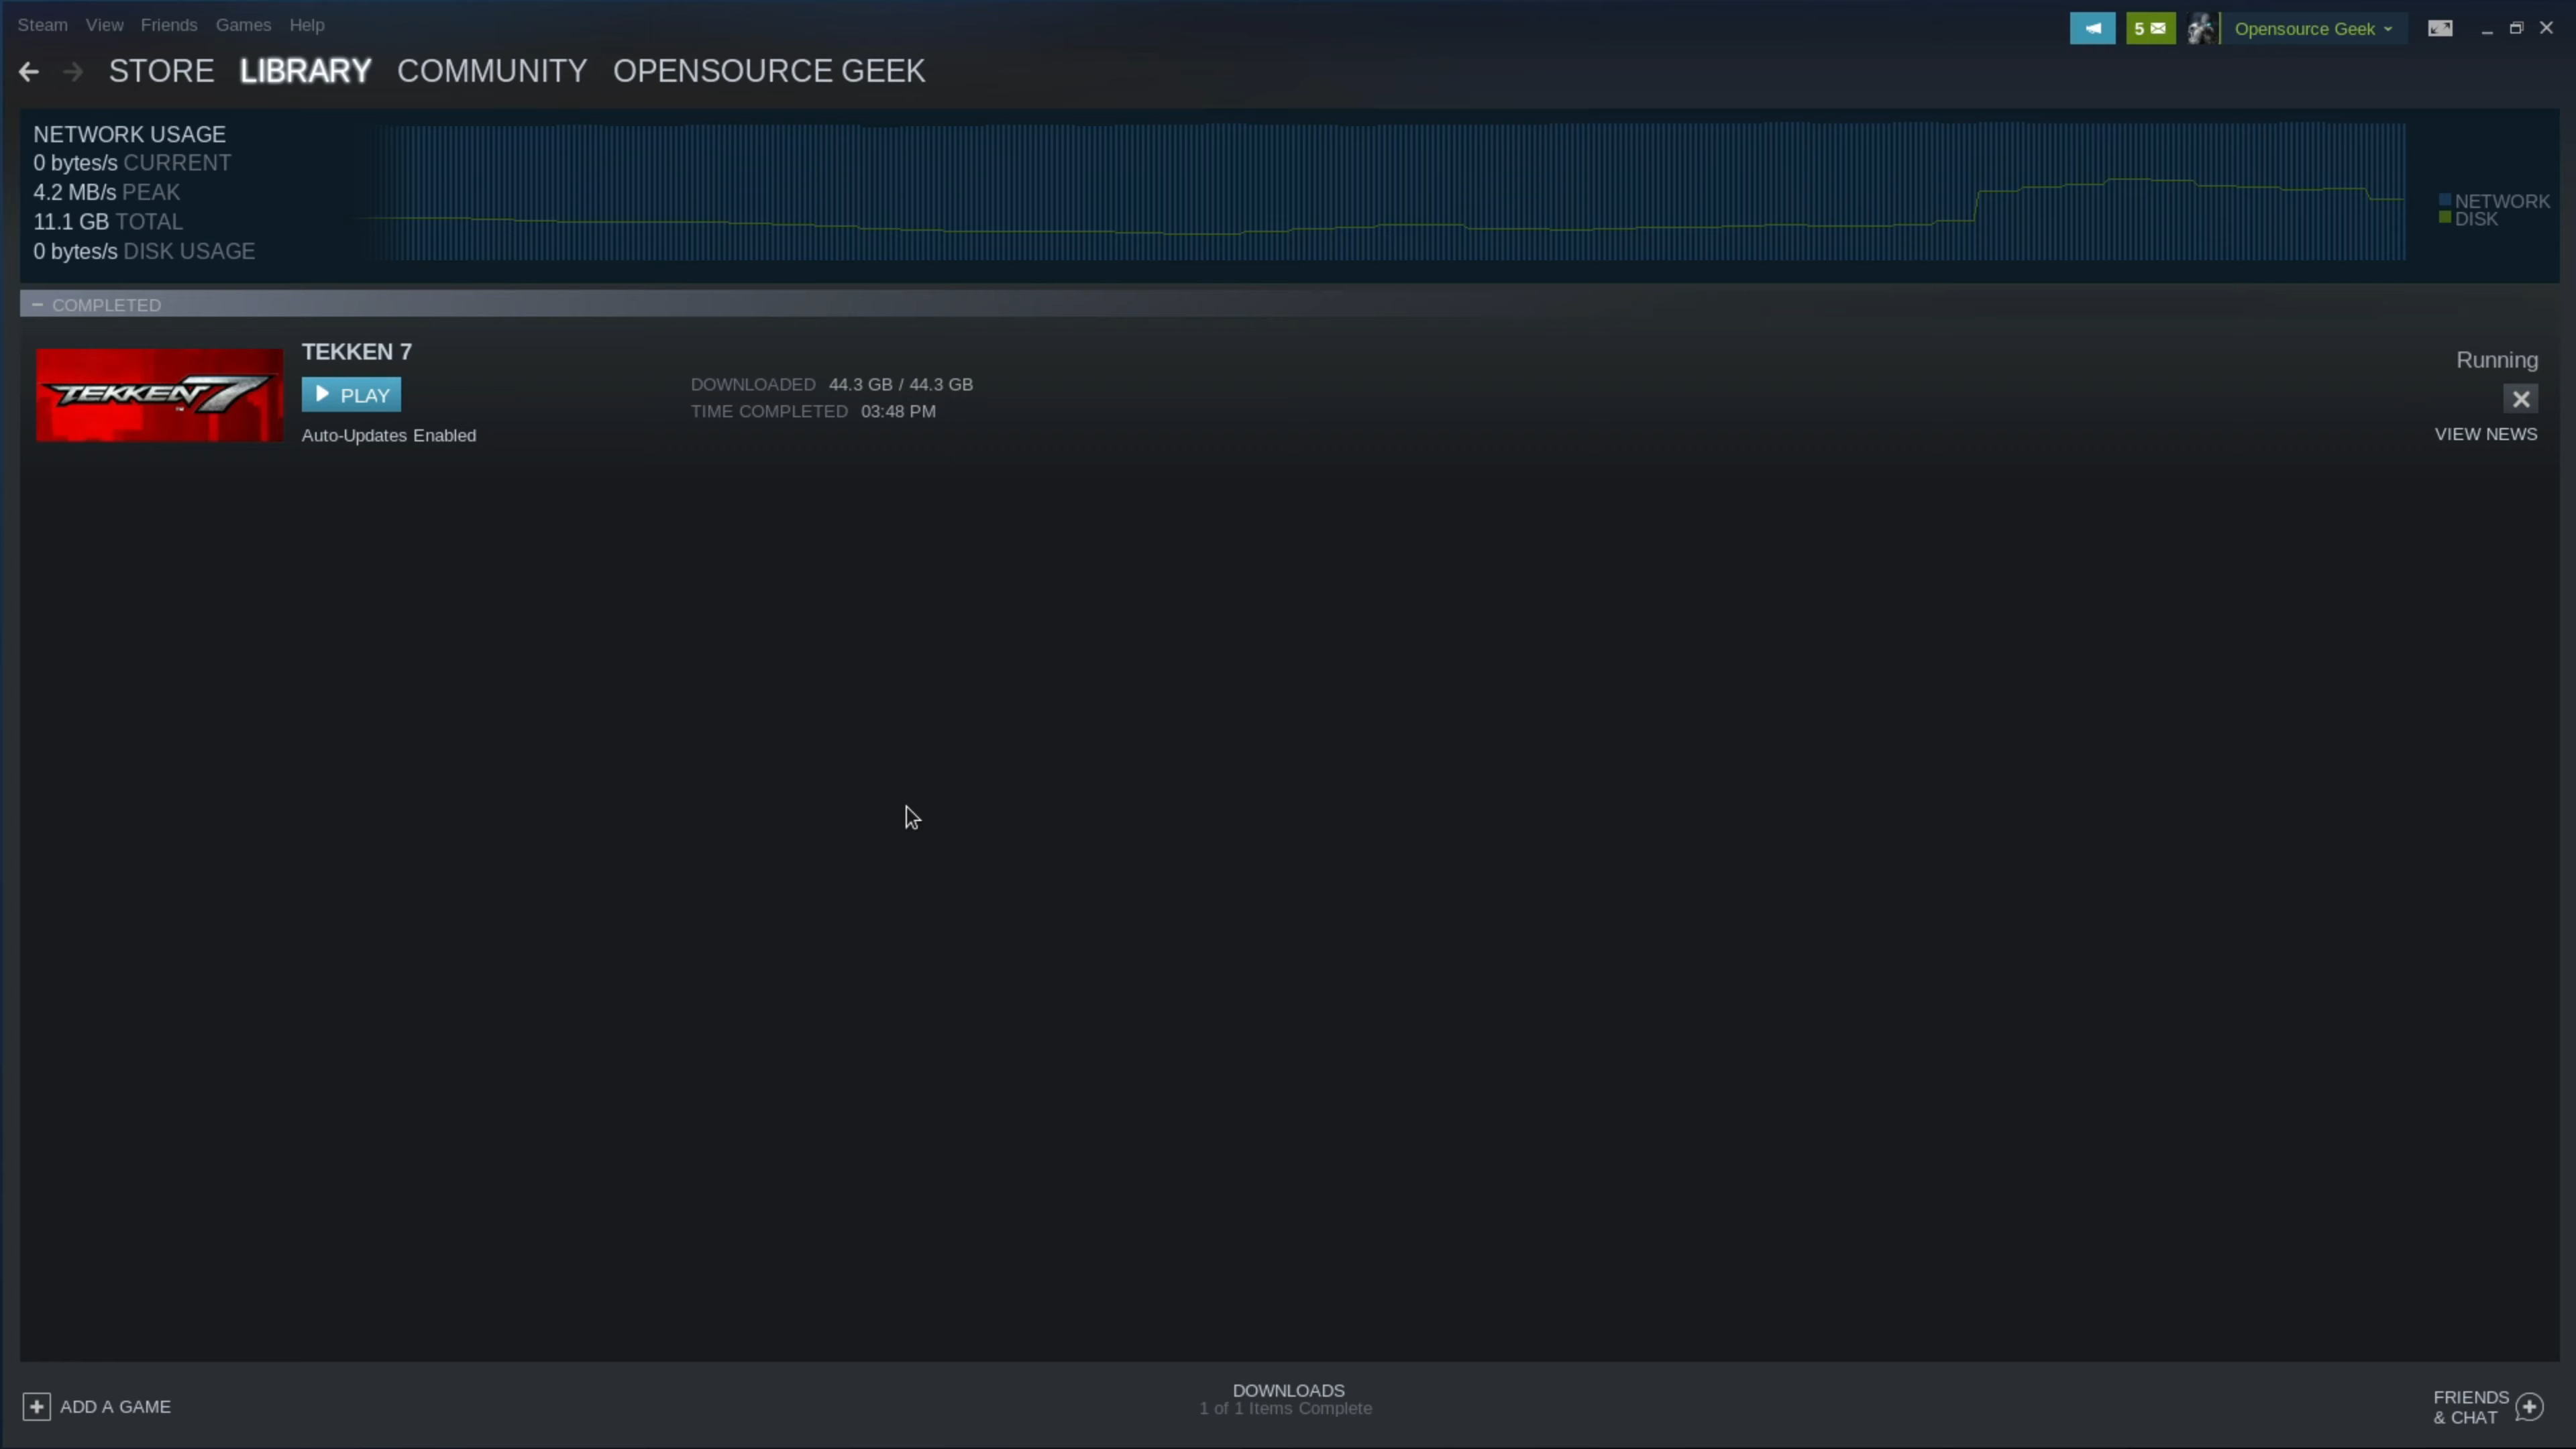 Steam View Friends Games Help
5 Opensource Geek
STORE LIBRARY COMMUNITY OPENSOURCE GEEK
NETWORK USAGE
0 bytes/s CURRENT
4.2 MB/s PEAK
11.1 GB TOTAL
0 bytes/s DISK USAGE
NETWORK
DISK
COMPLETED
TEKKEN 7
TEKKEN 7
PLAY
Auto-Updates Enabled
DOWNLOADED 44.3 GB / 44.3 GB
TIME COMPLETED 03:48 PM
Running
VIEW NEWS
ADD A GAME
DOWNLOADS
1 of 1 Items Complete
FRIENDS
& CHAT